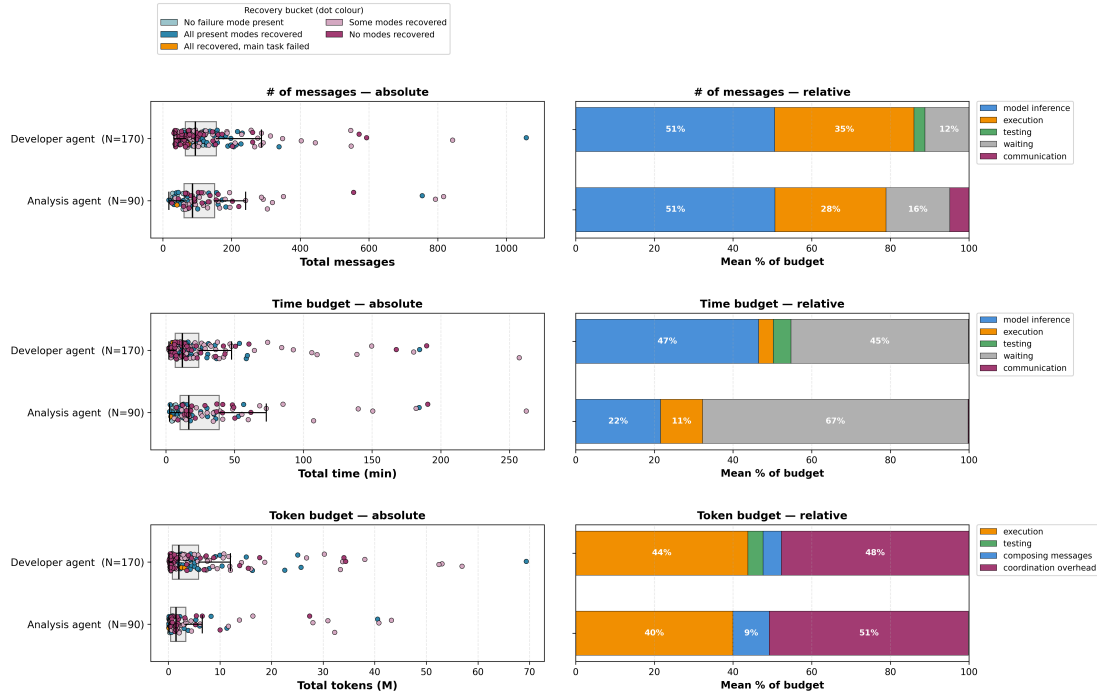 Recovery bucket (dot colour)
No failure mode present
Some modes recovered
All present modes recovered
No modes recovered
All recovered, main task failed
# of messages — absolute
Developer agent (N=170)
Analysis agent (N=90)
0 200 400 600 800 1000
Total messages
# of messages — relative
51% 35% 12%
51% 28% 16%
0 20 40 60 80 100
Mean % of budget
model inference
execution
testing
waiting
communication
Time budget — absolute
Developer agent (N=170)
Analysis agent (N=90)
0 50 100 150 200 250
Total time (min)
Time budget — relative
47% 45%
22% 11% 67%
0 20 40 60 80 100
Mean % of budget
model inference
execution
testing
waiting
communication
Token budget — absolute
Developer agent (N=170)
Analysis agent (N=90)
0 10 20 30 40 50 60 70
Total tokens (M)
Token budget — relative
44% 48%
40% 9% 51%
0 20 40 60 80 100
Mean % of budget
execution
testing
composing messages
coordination overhead